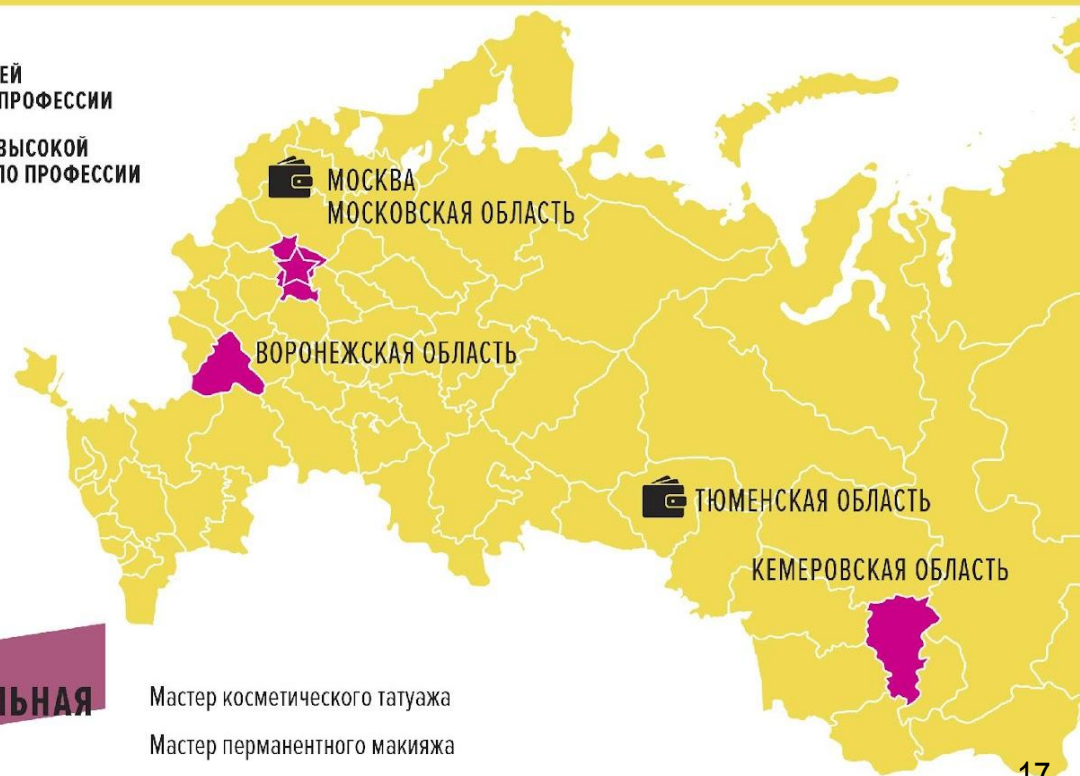 ЕЙ
ПРОФЕССИИ
ВЫСОКОЙ
ПО ПРОФЕССИИ
МОСКВА
МОСКОВСКАЯ ОБЛАСТЬ
ВОРОНЕЖСКАЯ ОБЛАСТЬ
ТЮМЕНСКАЯ ОБЛАСТЬ
КЕМЕРОВСКАЯ ОБЛАСТЬ
ЬНАЯ
Мастер косметического татуажа
Мастер перманентного макияжа
17